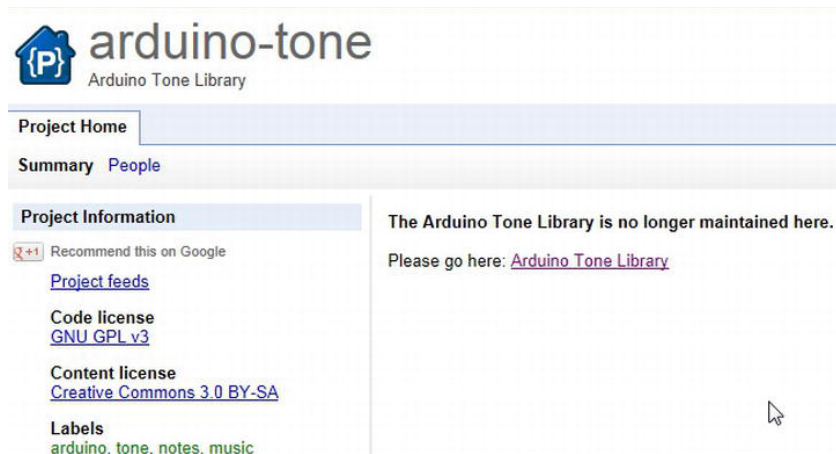 {P}
arduino-tone
Arduino Tone Library
Project Home
Summary People
Project Information
+1 Recommend this on Google
Project feeds
Code license
GNU GPL v3
Content license
Creative Commons 3.0 BY-SA
Labels
arduino, tone, notes, music
The Arduino Tone Library is no longer maintained here.
Please go here: Arduino Tone Library